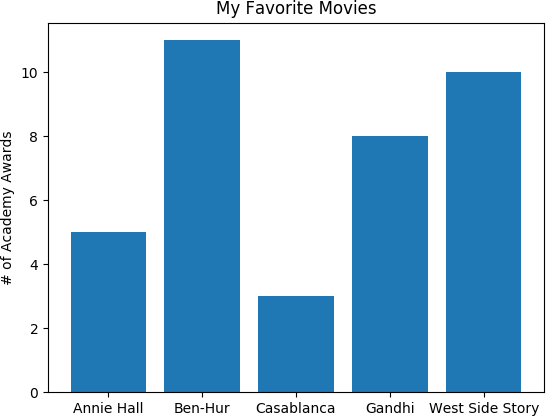 My Favorite Movies
# of Academy Awards
10
8
6
4
2
0
Annie Hall
Ben-Hur
Casablanca
Gandhi
West Side Story